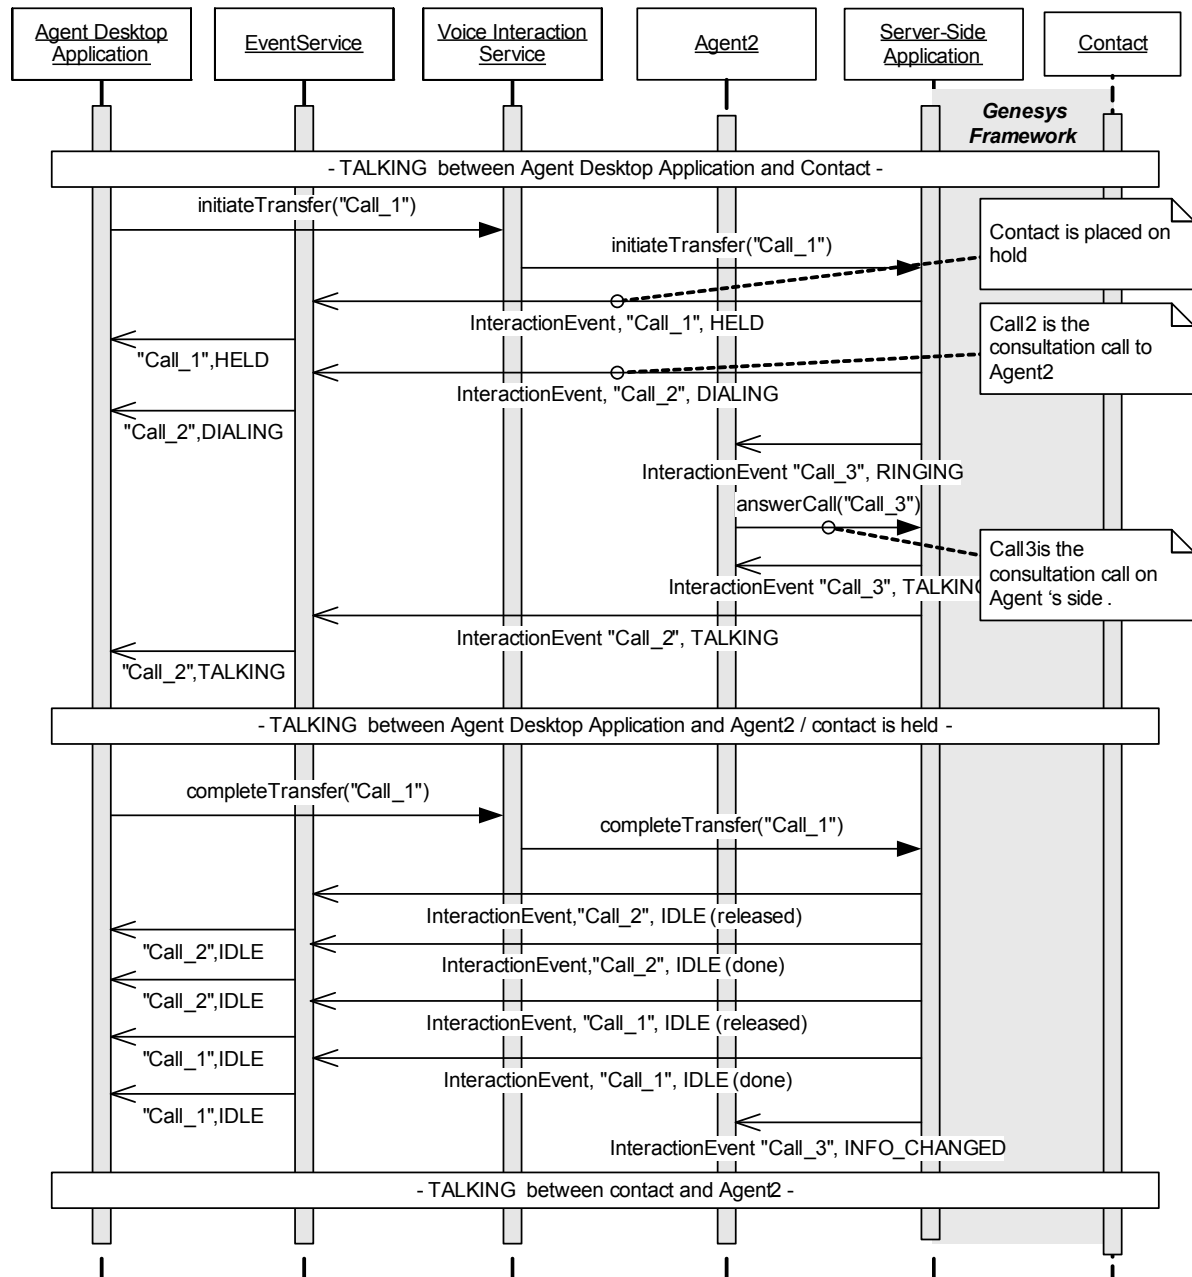 Agent Desktop
Application
EventService
Voice Interaction
Service
Agent2
Server-Side
Application
Contact
Genesys
Framework
- TALKING between Agent Desktop Application and Contact -
initiateTransfer("Call_1")
initiateTransfer("Call_1")
Contact is placed on
hold
InteractionEvent, "Call_1", HELD
"Call_1",HELD
Call2 is the
consultation call to
Agent2
InteractionEvent, "Call_2", DIALING
"Call_2",DIALING
InteractionEvent "Call_3", RINGING
answerCall("Call_3")
Call3is the
consultation call on
Agent ‘s side .
InteractionEvent "Call_3", TALKING
InteractionEvent "Call_2", TALKING
"Call_2",TALKING
- TALKING between Agent Desktop Application and Agent2 / contact is held -
completeTransfer("Call_1")
completeTransfer("Call_1")
InteractionEvent,"Call_2", IDLE (released)
"Call_2",IDLE
InteractionEvent,"Call_2", IDLE (done)
"Call_2",IDLE
InteractionEvent, "Call_1", IDLE (released)
"Call_1",IDLE
InteractionEvent, "Call_1", IDLE (done)
"Call_1",IDLE
InteractionEvent "Call_3", INFO_CHANGED
- TALKING between contact and Agent2 -